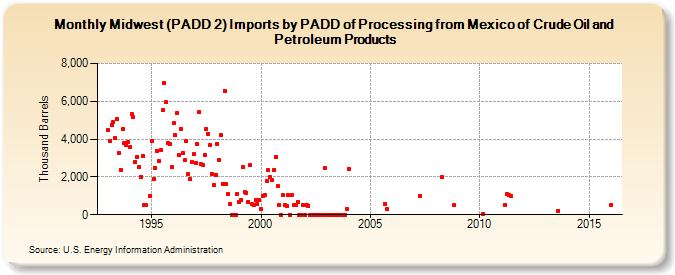 Monthly Midwest (PADD 2) Imports by PADD of Processing from Mexico of Crude Oil and
Petroleum Products
Thousand Barrels
8,000
6,000
4,000
2,000
0
1995
2000
2005
2010
2015
Source: U.S. Energy Information Administration